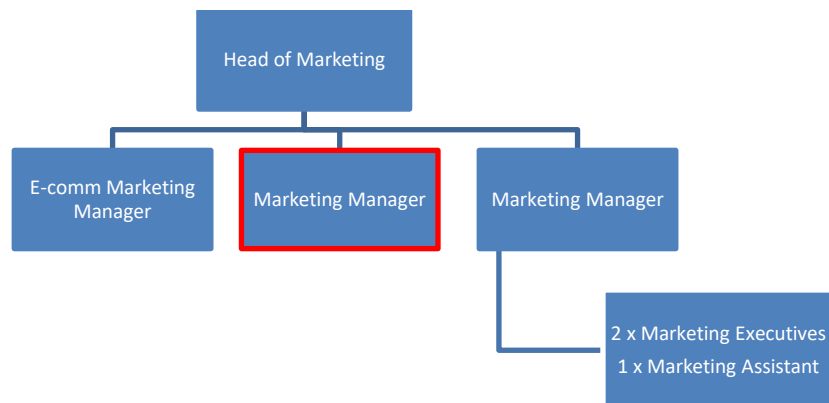 Head of Marketing
E-comm Marketing
Manager
Marketing Manager
Marketing Manager
2 x Marketing Executives
1 x Marketing Assistant